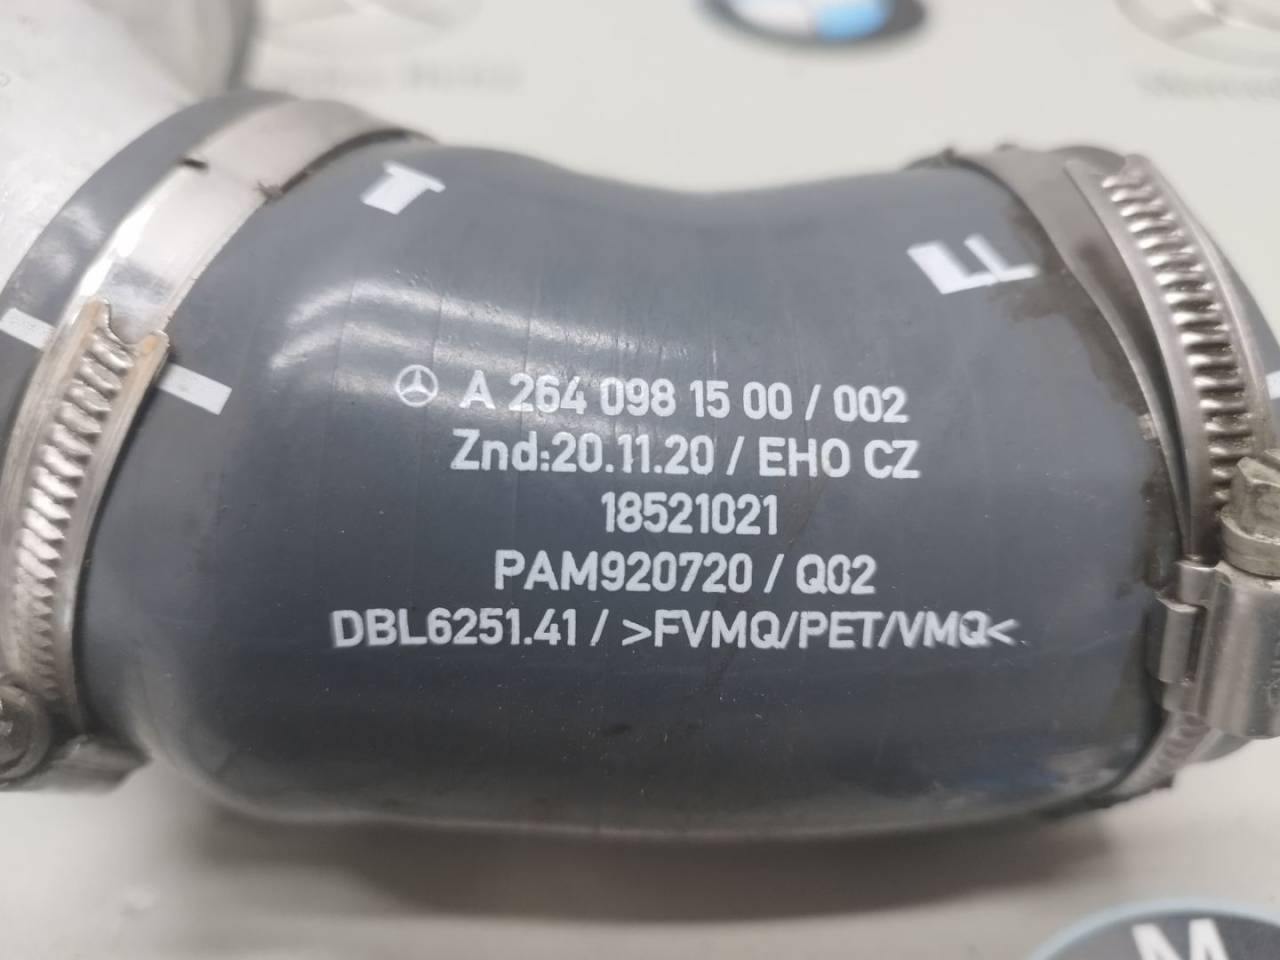 T
F
A 264 098 15 00 / 002
Znd:20.11.20 / EHO CZ
18521021
PAM920720 / Q02
DBL6251.41 / >FVMQ/PET/VMQ<
M